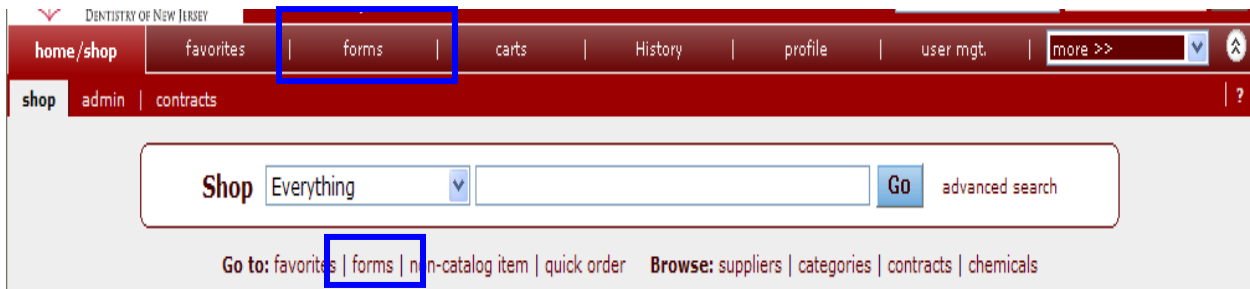 DENTISTRY OF NEW JERSEY
home/shop favorites | forms | carts | History | profile | user mgt. | more >>
shop admin | contracts | ?
Shop Everything Go advanced search
Go to: favorites | forms | non-catalog item | quick order Browse: suppliers | categories | contracts | chemicals